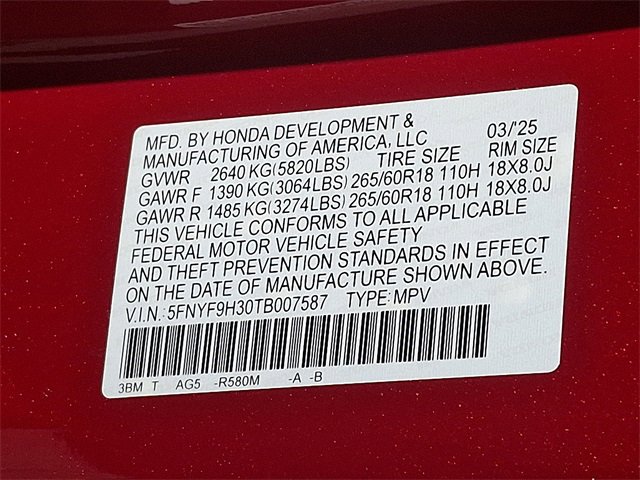 MFD. BY HONDA DEVELOPMENT &
MANUFACTURING OF AMERICA, LLC 03/'25
GVWR 2640 KG(5820LBS) TIRE SIZE RIM SIZE
GAWR F 1390 KG(3064LBS) 265/60R18 110H 18X8.0J
GAWR R 1485 KG(3274LBS) 265/60R18 110H 18X8.0J
THIS VEHICLE CONFORMS TO ALL APPLICABLE
FEDERAL MOTOR VEHICLE SAFETY
AND THEFT PREVENTION STANDARDS IN EFFECT
ON THE DATE OF MANUFACTURE SHOWN ABOVE.
V.I.N.:5FNYF9H30TB007587 TYPE:MPV
3BM T AG5 -R580M -A -B